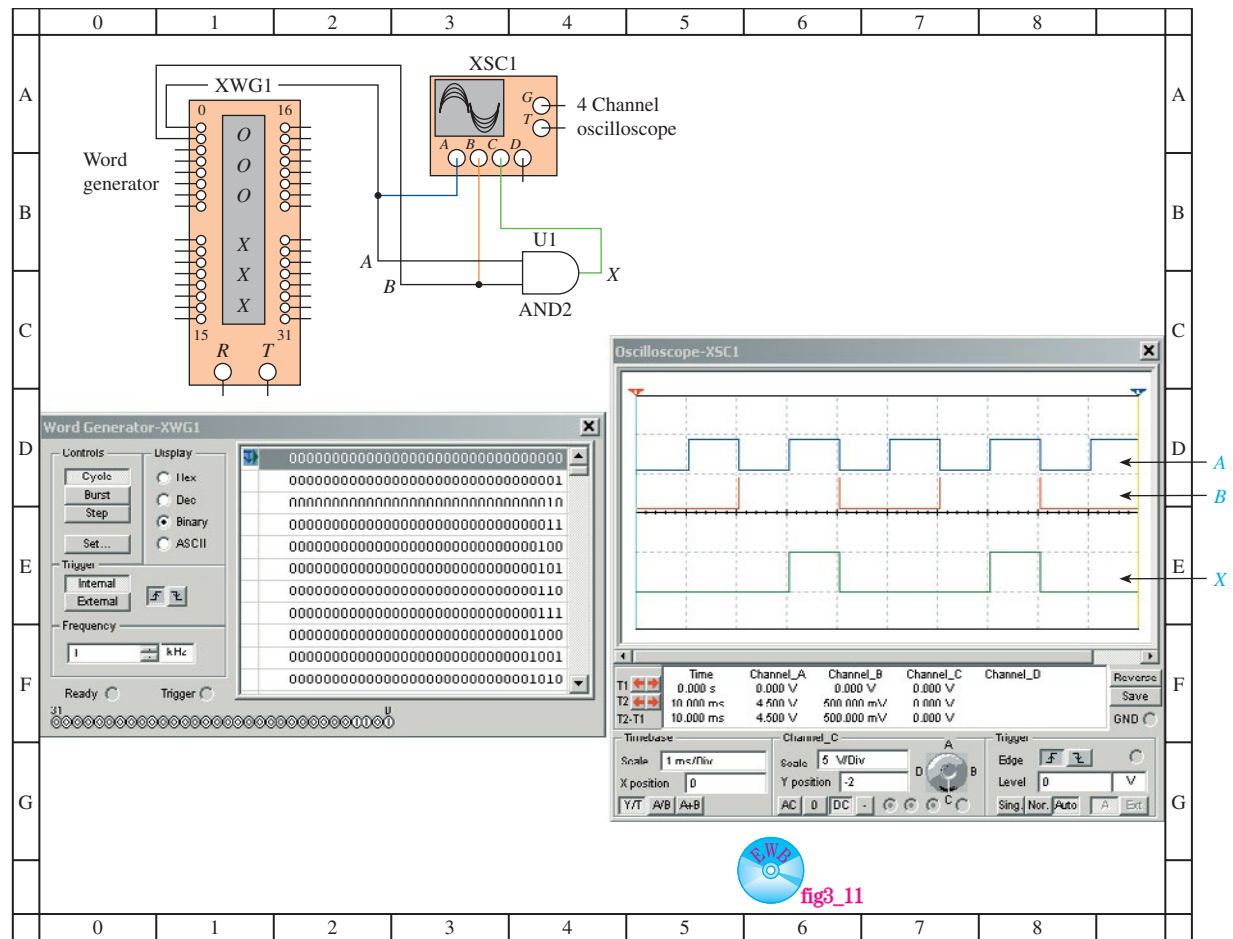 0 1 2 3 4 5 6 7 8
A
B
C
D
E
F
G
A
B
C
D
E
F
G
XWG1
0 16
O
O
O
X
X
X
15 31
R T
Word
generator
XSC1
G
T
A B C D
4 Channel
oscilloscope
U1
A
B
X
AND2
Word Generator-XWG1
Controls
Cycle
Burst
Step
Set...
Display
Hex
Dec
Binary
ASCII
Trigger
Internal
External
Frequency
1 kHz
Ready
Trigger
00000000000000000000000000000000
00000000000000000000000000000001
00000000000000000000000000000010
00000000000000000000000000000011
00000000000000000000000000000100
00000000000000000000000000000101
00000000000000000000000000000110
00000000000000000000000000000111
00000000000000000000000000001000
00000000000000000000000000001001
00000000000000000000000000001010
31
Oscilloscope-XSC1
A
B
X
Time Channel_A Channel_B Channel_C Channel_D
T1 0.000 s 0.000 V 0.000 V 0.000 V
T2 10.000 ms 4.500 V 500.000 mV 0.000 V
T2-T1 10.000 ms 4.500 V 500.000 mV 0.000 V
Reverse
Save
GND
Timebase
Scale 1 ms/Div
X position 0
Y/T A/B A+B
Channel_C
Scale 5 V/Div
Y position -2
AC 0 DC -
A
D B
C
Trigger
Edge
Level 0 V
Sing. Nor. Auto A Ext
EWB
fig3_11
0 1 2 3 4 5 6 7 8